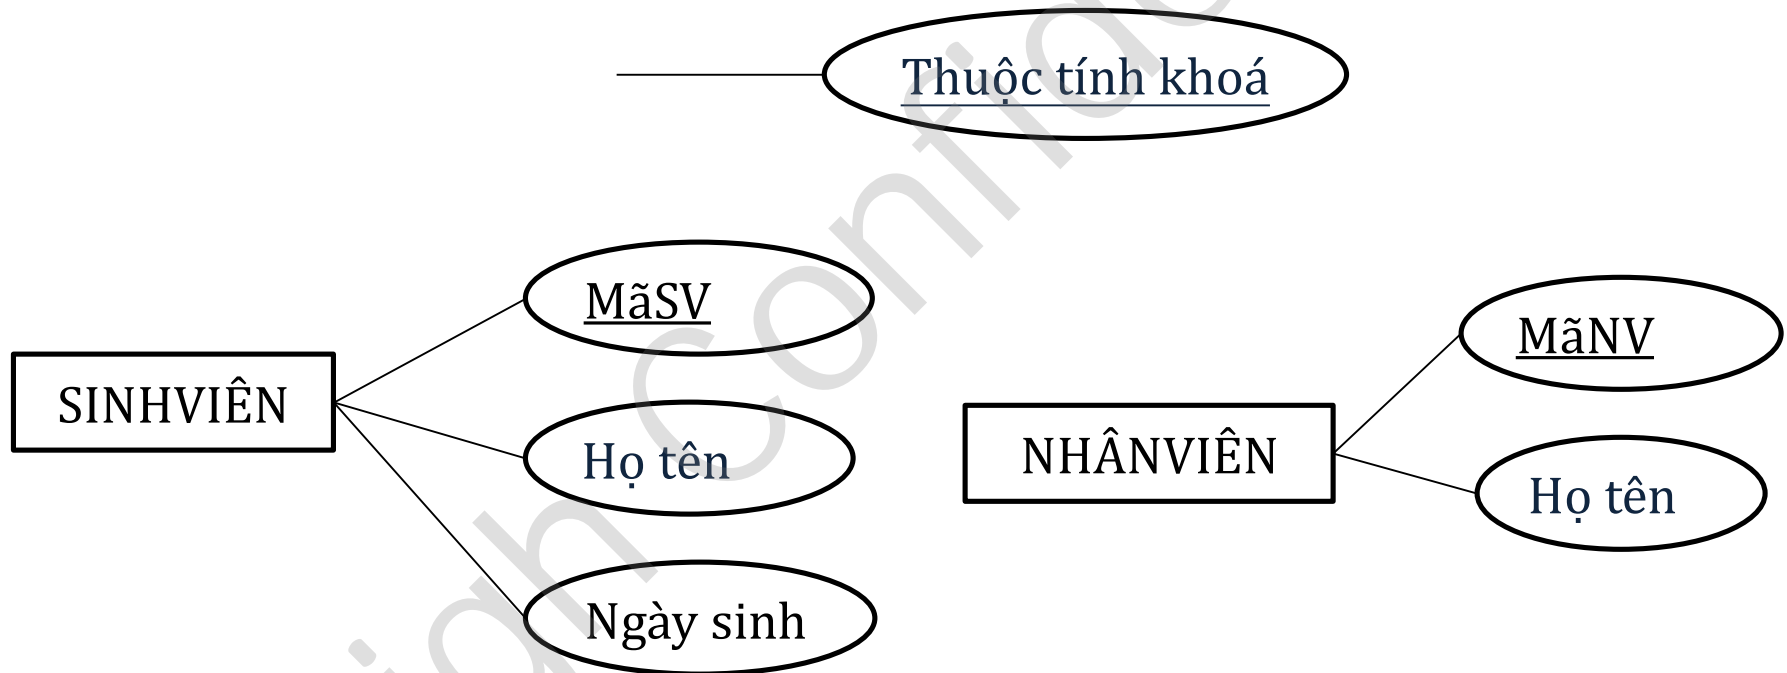 Thuộc tính khoá
MãSV
SINHVIÊN
Họ tên
Ngày sinh
MãNV
NHÂNVIÊN
Họ tên